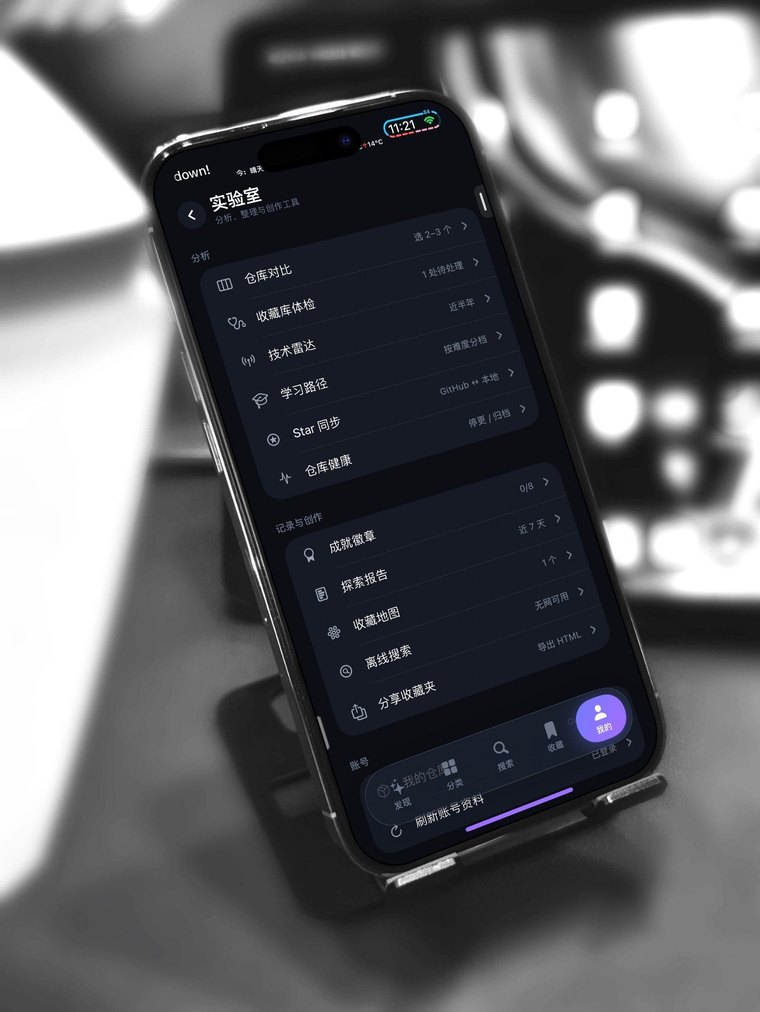 down!
今: 晴天
14°C
11:21
84
实验室
分析、整理与创作工具
分析
仓库对比 选 2–3 个
收藏库体检 1 处待处理
技术雷达 近半年
学习路径 按难度分档
Star 同步 GitHub ↔ 本地
仓库健康 停更 / 归档
记录与创作
成就徽章 0/8
探索报告 近 7 天
收藏地图 1 个
离线搜索 无网可用
分享收藏夹 导出 HTML
账号
我的仓库
刷新账号资料 已登录
发现
分类
搜索
收藏
我的